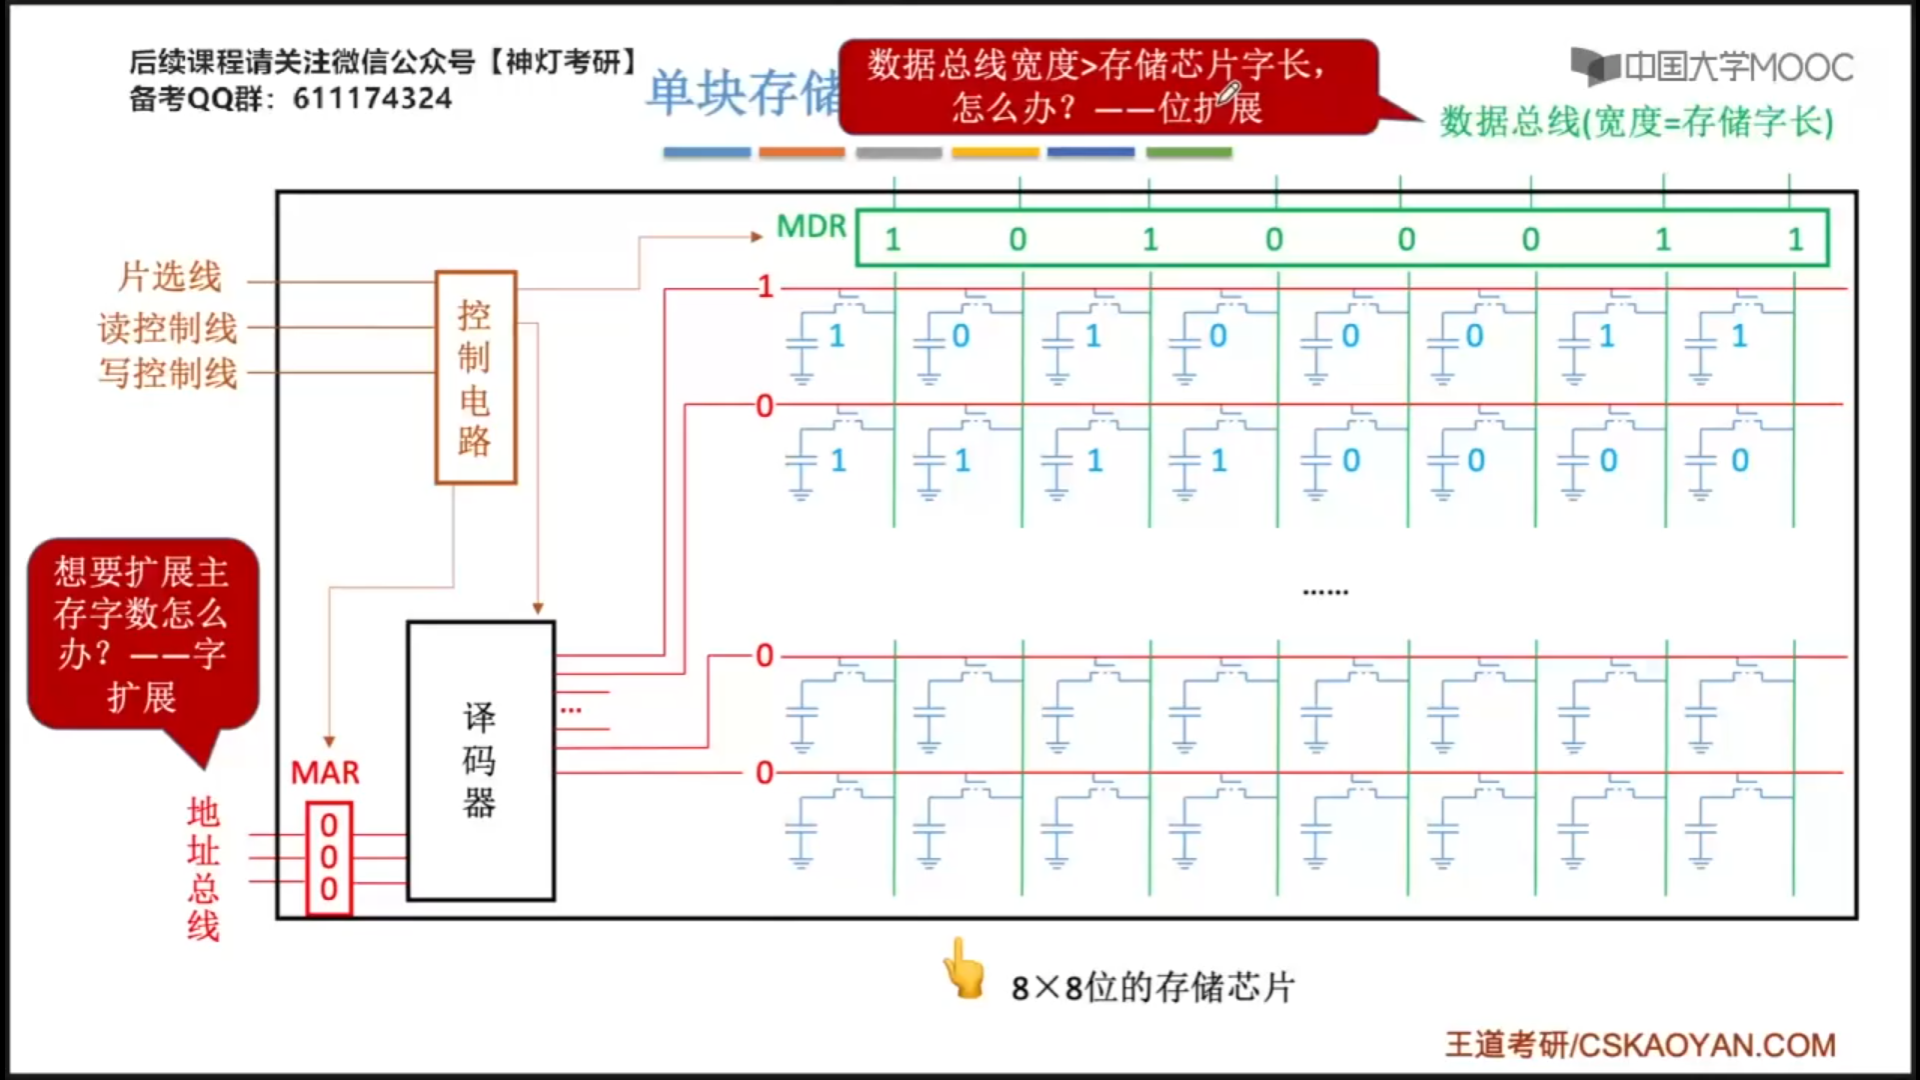 后续课程请关注微信公众号【神灯考研】
备考QQ群：611174324
单块存储
数据总线宽度>存储芯片字长，
怎么办？——位扩展
中国大学MOOC
数据总线(宽度=存储字长)
MDR
1 0 1 0 0 0 1 1
片选线
读控制线
写控制线
控
制
电
路
1
1 0 1 0 0 0 1 1
0
1 1 1 1 0 0 0 0
......
想要扩展主
存字数怎么
办？——字
扩展
译
码
器
...
0
0
MAR
0
0
0
地
址
总
线
8×8位的存储芯片
王道考研/CSKAOYAN.COM